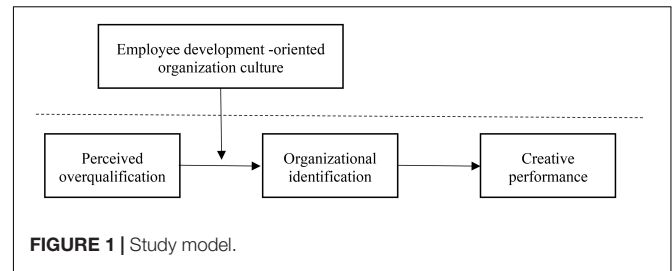 Employee development -oriented
organization culture
Perceived
overqualification
Organizational
identification
Creative
performance
FIGURE 1 | Study model.